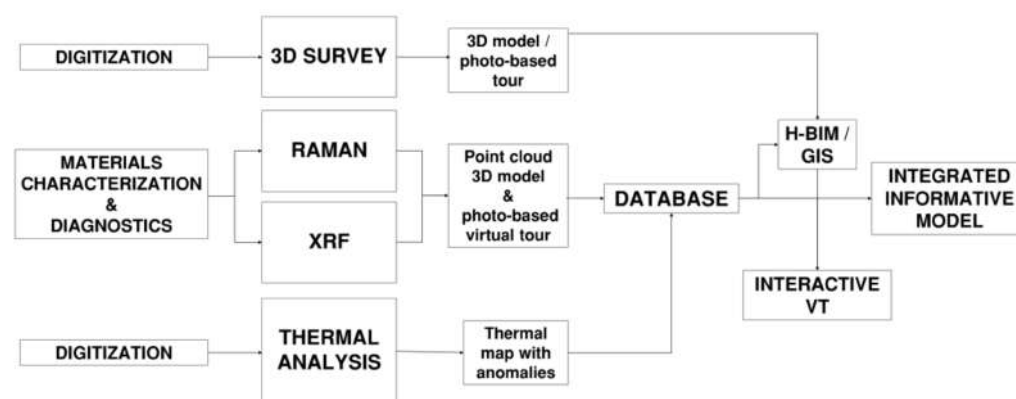 DIGITIZATION
3D SURVEY
3D model /
photo-based
tour
MATERIALS
CHARACTERIZATION
&
DIAGNOSTICS
RAMAN
XRF
Point cloud
3D model
&
photo-based
virtual tour
DATABASE
H-BIM /
GIS
INTEGRATED
INFORMATIVE
MODEL
INTERACTIVE
VT
DIGITIZATION
THERMAL
ANALYSIS
Thermal
map with
anomalies